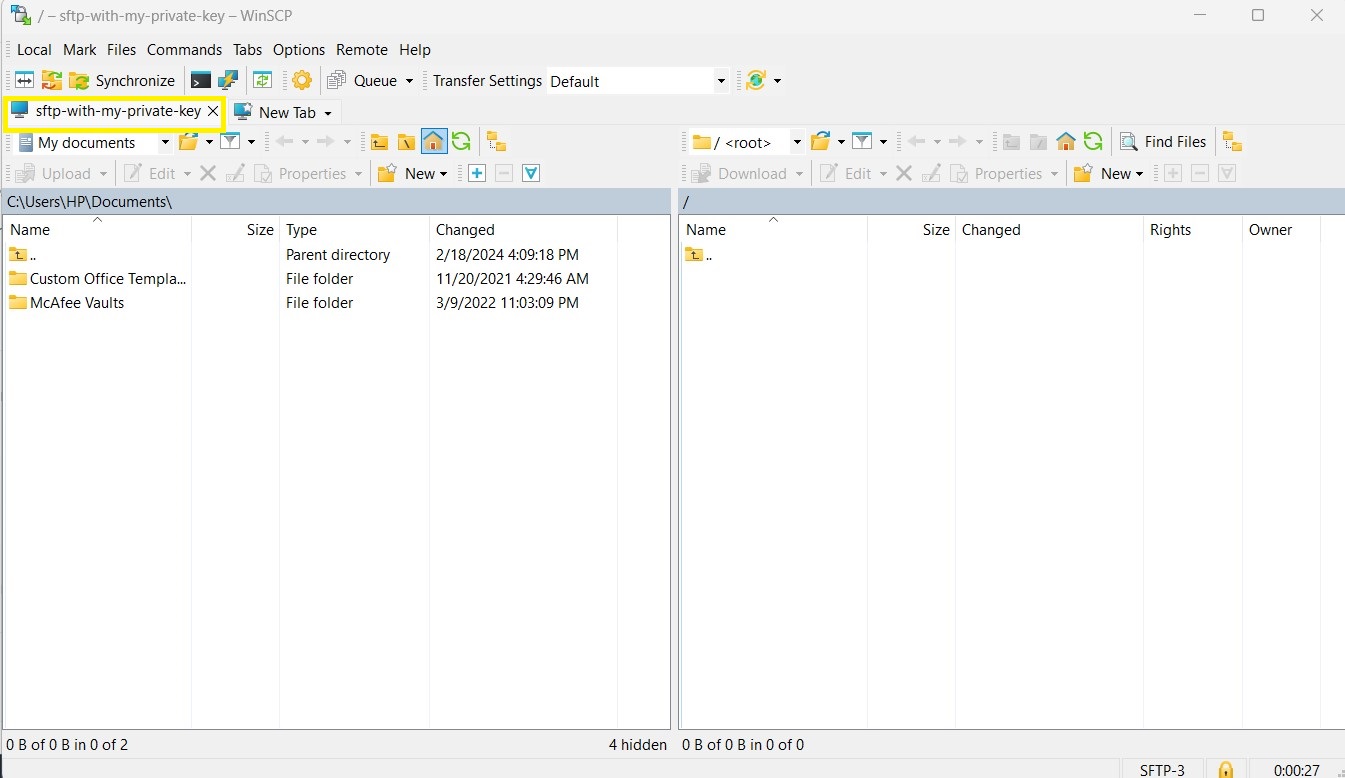 / – sftp-with-my-private-key – WinSCP
Local Mark Files Commands Tabs Options Remote Help
Synchronize Queue Transfer Settings Default
sftp-with-my-private-key New Tab
My documents
/ <root> Find Files
Upload Edit Properties New
Download Edit Properties New
C:\Users\HP\Documents\
Name Size Type Changed
.. Parent directory 2/18/2024 4:09:18 PM
Custom Office Templa... File folder 11/20/2021 4:29:46 AM
McAfee Vaults File folder 3/9/2022 11:03:09 PM
0 B of 0 B in 0 of 2 4 hidden
/
Name Size Changed Rights Owner
..
0 B of 0 B in 0 of 0
SFTP-3 0:00:27